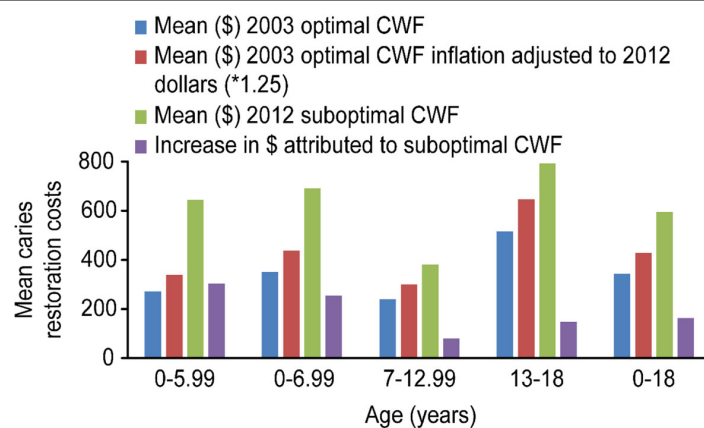 Mean ($) 2003 optimal CWF
Mean ($) 2003 optimal CWF inflation adjusted to 2012
dollars (*1.25)
Mean ($) 2012 suboptimal CWF
Increase in $ attributed to suboptimal CWF
Mean caries
restoration costs
800
600
400
200
0
0-5.99
0-6.99
7-12.99
13-18
0-18
Age (years)